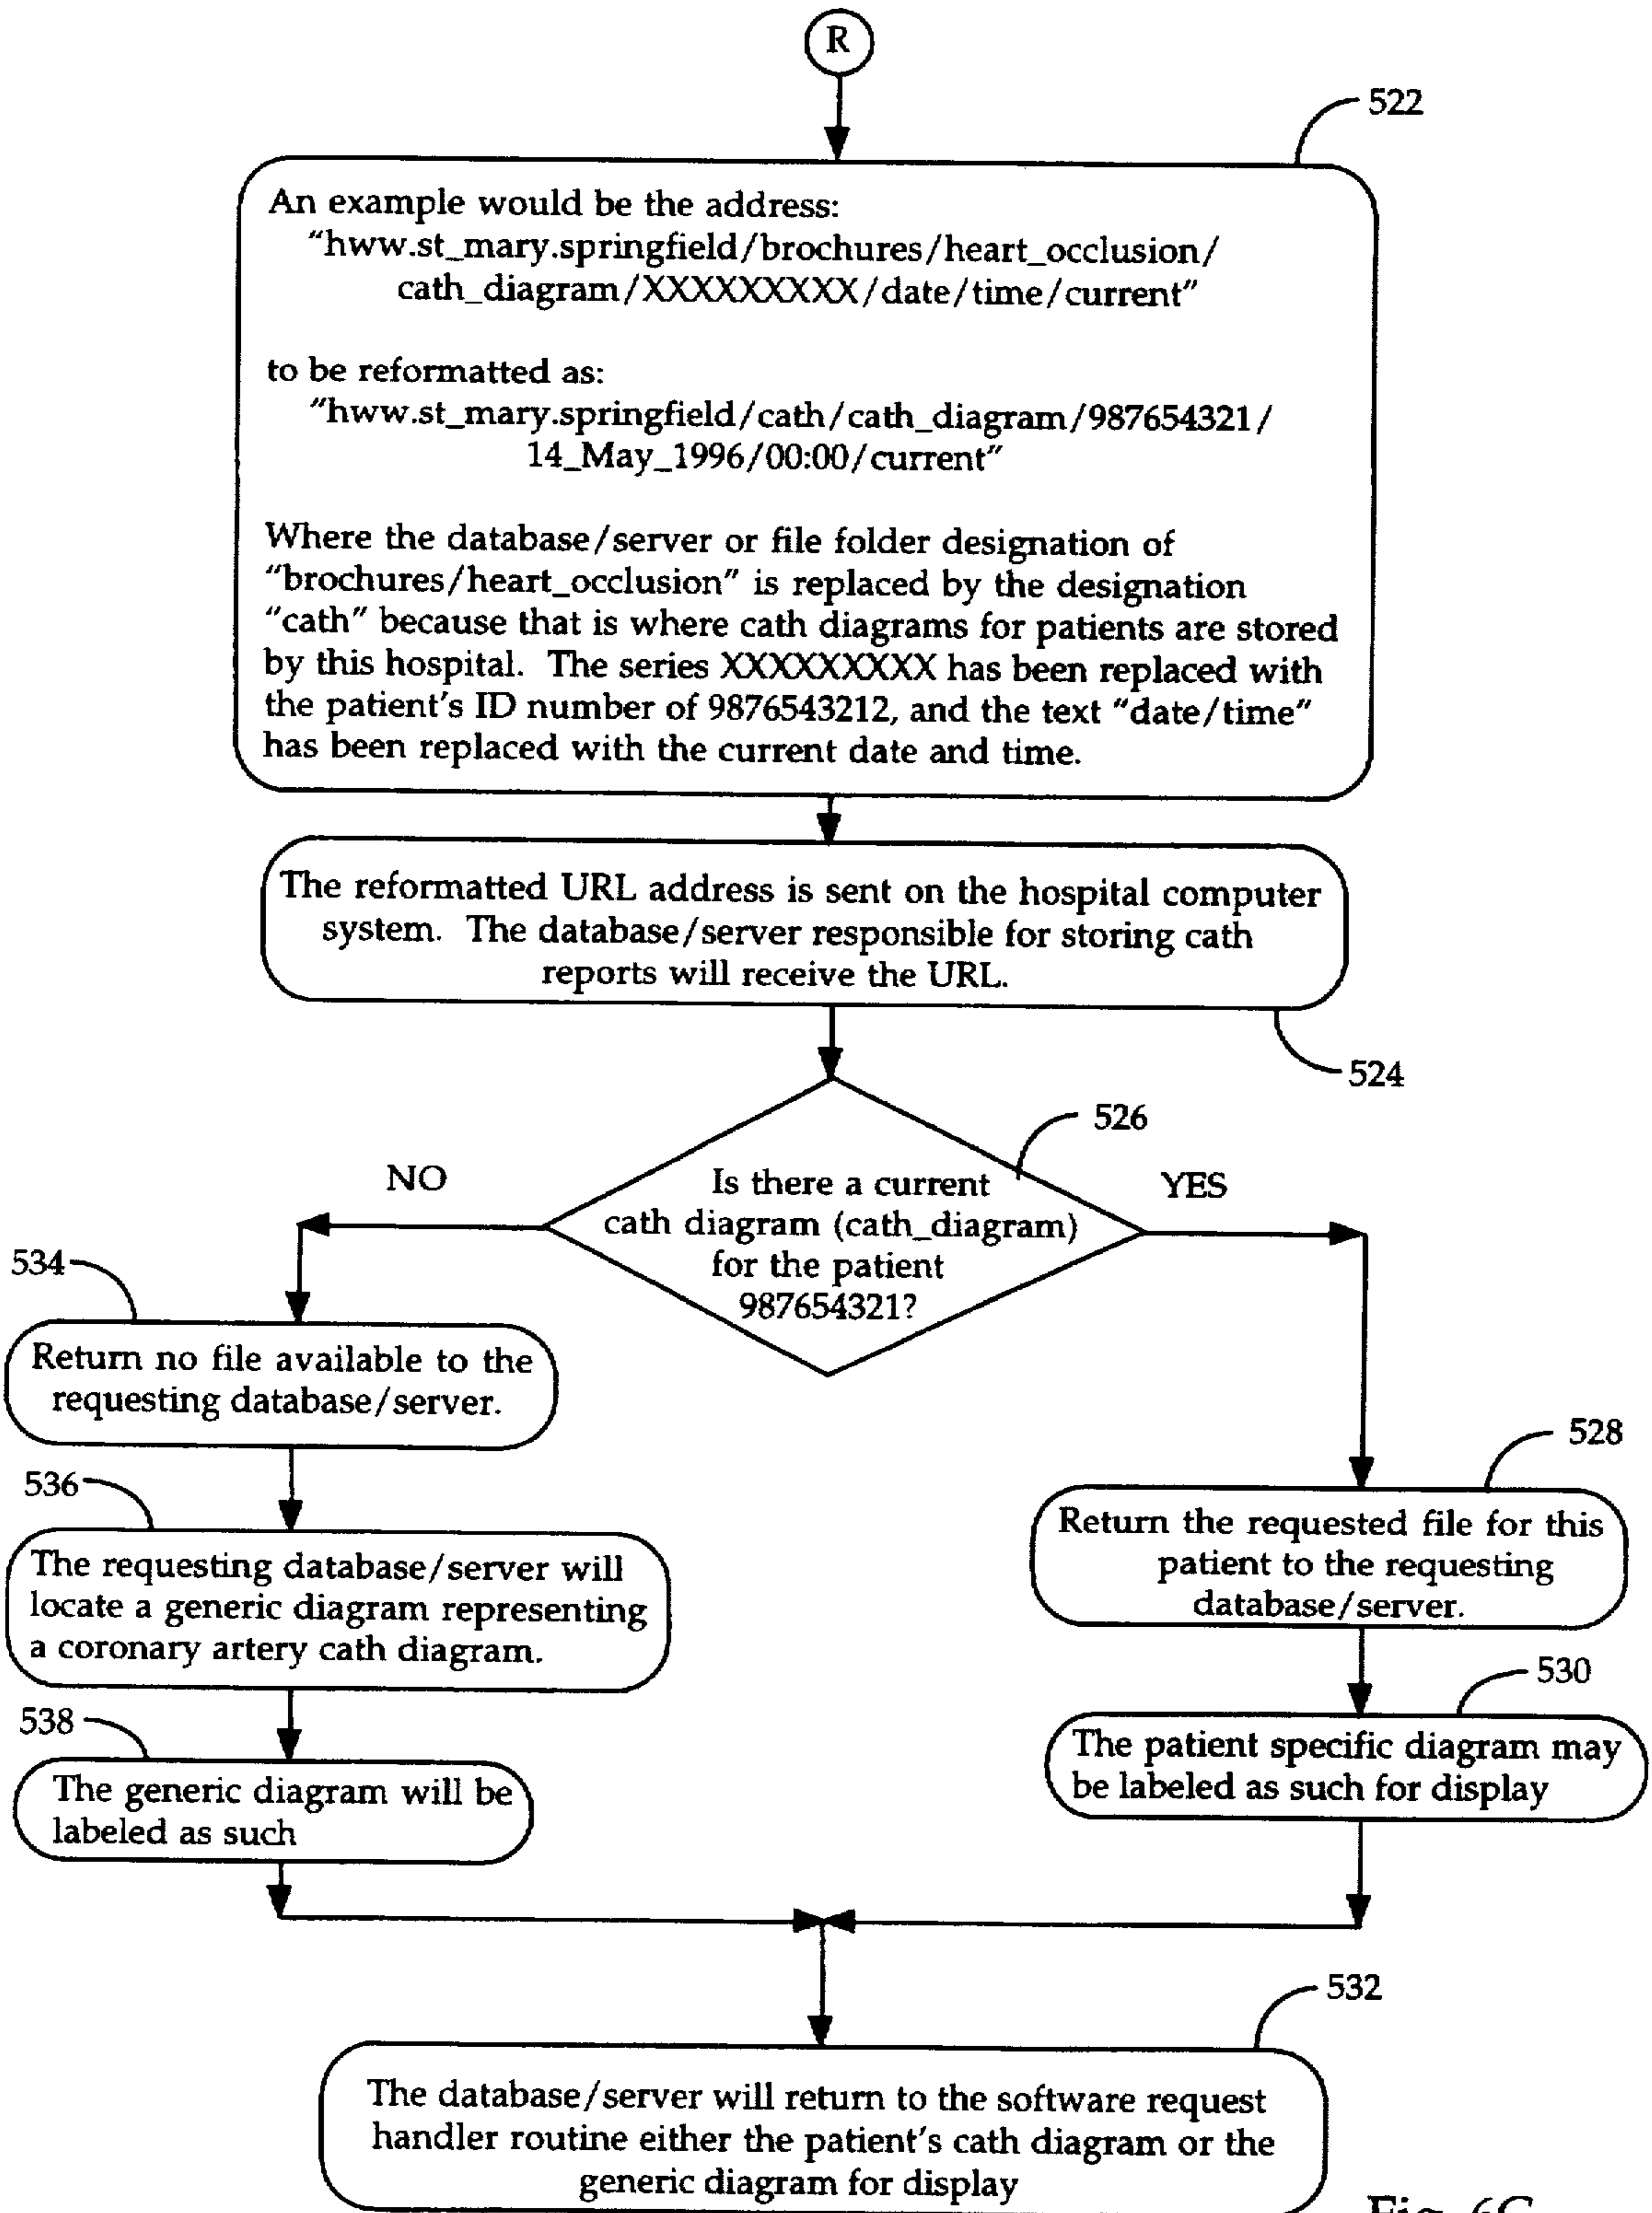 R
522
An example would be the address:
"hww.st_mary.springfield/brochures/heart_occlusion/
cath_diagram/XXXXXXXXX/date/time/current"
to be reformatted as:
"hww.st_mary.springfield/cath/cath_diagram/987654321/
14_May_1996/00:00/current"
Where the database/server or file folder designation of
"brochures/heart_occlusion" is replaced by the designation
"cath" because that is where cath diagrams for patients are stored
by this hospital. The series XXXXXXXXX has been replaced with
the patient's ID number of 9876543212, and the text "date/time"
has been replaced with the current date and time.
The reformatted URL address is sent on the hospital computer
system. The database/server responsible for storing cath
reports will receive the URL.
524
526
NO
YES
Is there a current
cath diagram (cath_diagram)
for the patient
987654321?
534
Return no file available to the
requesting database/server.
528
Return the requested file for this
patient to the requesting
database/server.
536
The requesting database/server will
locate a generic diagram representing
a coronary artery cath diagram.
530
The patient specific diagram may
be labeled as such for display
538
The generic diagram will be
labeled as such
532
The database/server will return to the software request
handler routine either the patient's cath diagram or the
generic diagram for display
Fig. 6C